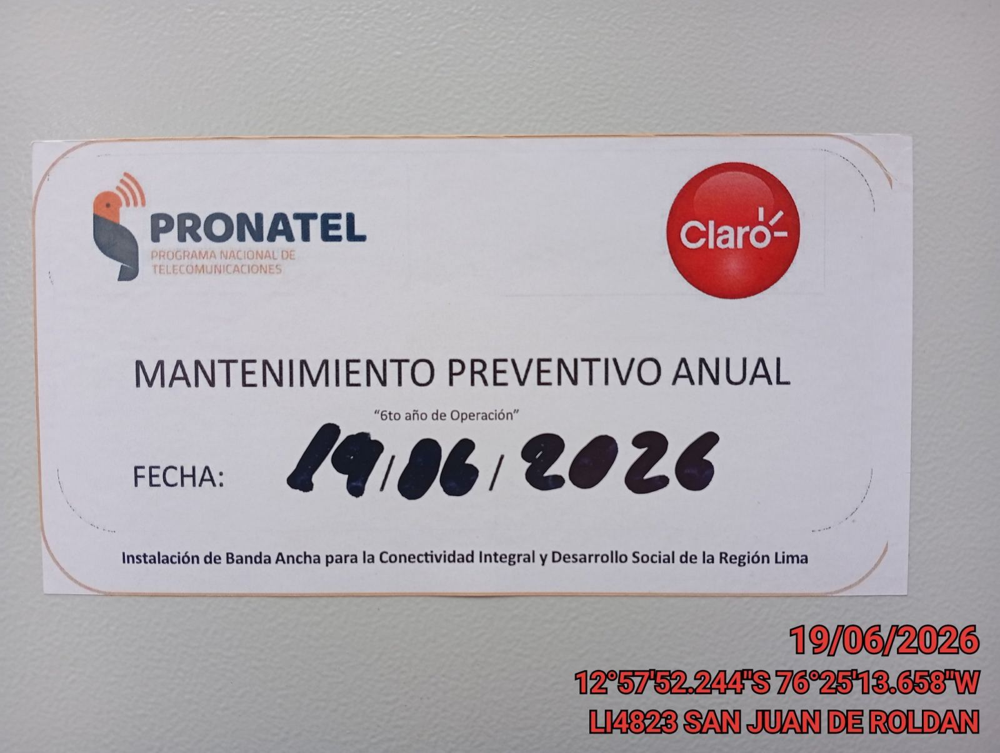 PRONATEL
PROGRAMA NACIONAL DE
TELECOMUNICACIONES
Claro
MANTENIMIENTO PREVENTIVO ANUAL
“6to año de Operación”
FECHA: 19/06/2026
Instalación de Banda Ancha para la Conectividad Integral y Desarrollo Social de la Región Lima
19/06/2026
12°57'52.244"S 76°25'13.658"W
LI4823 SAN JUAN DE ROLDAN